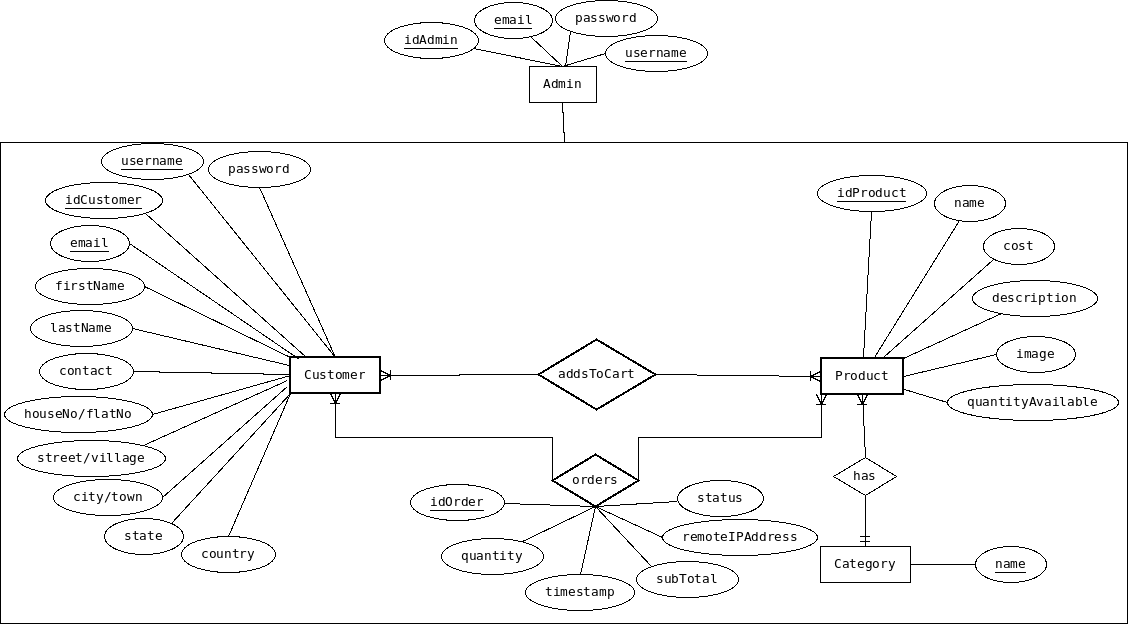 email
password
idAdmin
username
Admin
username
password
idCustomer
email
firstName
lastName
contact
houseNo/flatNo
street/village
city/town
state
country
Customer
addsToCart
idProduct
name
cost
description
image
quantityAvailable
Product
orders
idOrder
quantity
timestamp
subTotal
remoteIPAddress
status
has
Category
name